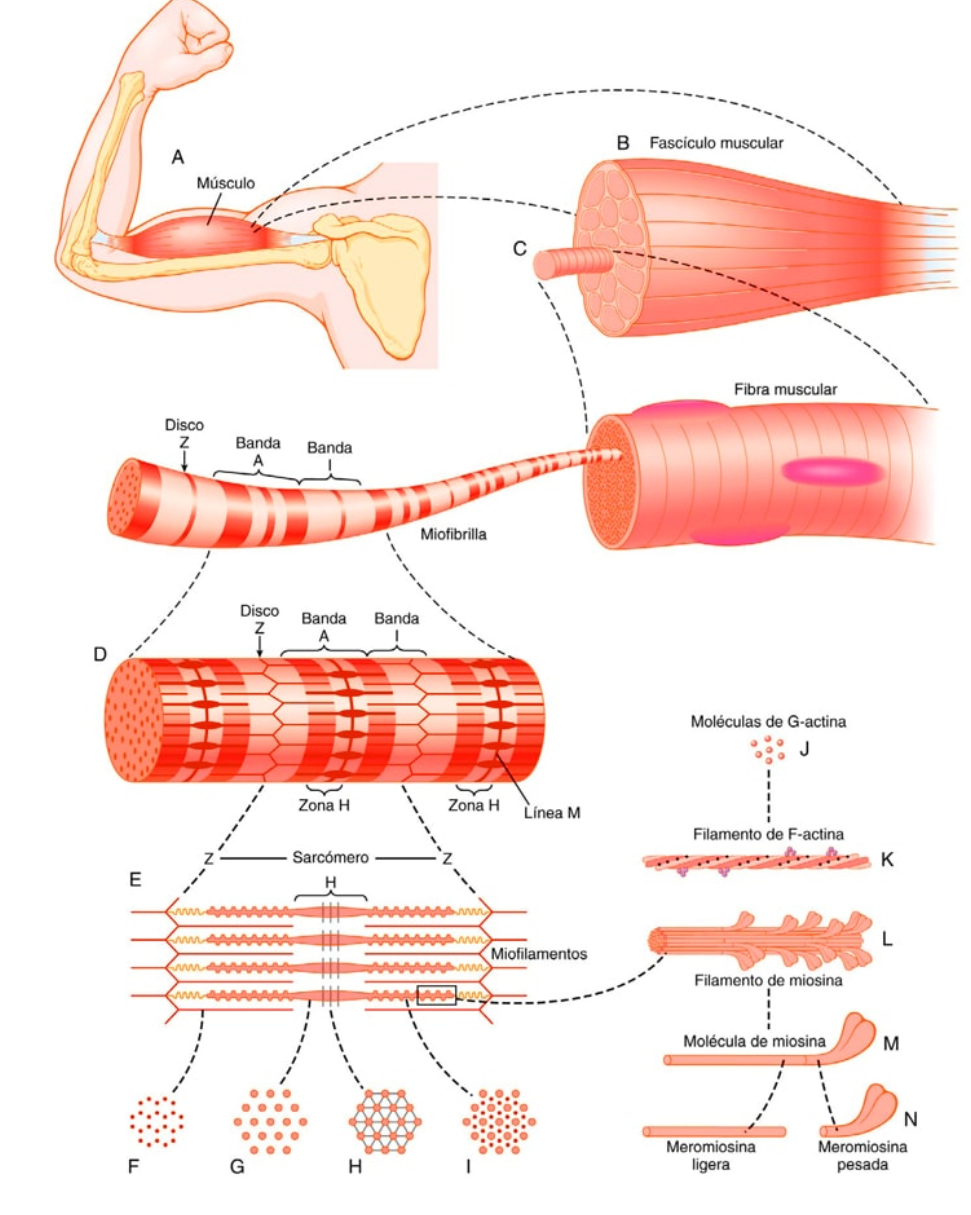 A
Músculo
B
Fascículo muscular
C
Fibra muscular
Disco
Z
Banda
A
Banda
I
Miofibrilla
D
Disco
Z
Banda
A
Banda
I
Zona H
Zona H
Línea M
Moléculas de G-actina
J
Filamento de F-actina
K
L
Filamento de miosina
Molécula de miosina
M
N
Meromiosina
ligera
Meromiosina
pesada
E
Z
Sarcómero
Z
H
Miofilamentos
F
G
H
I